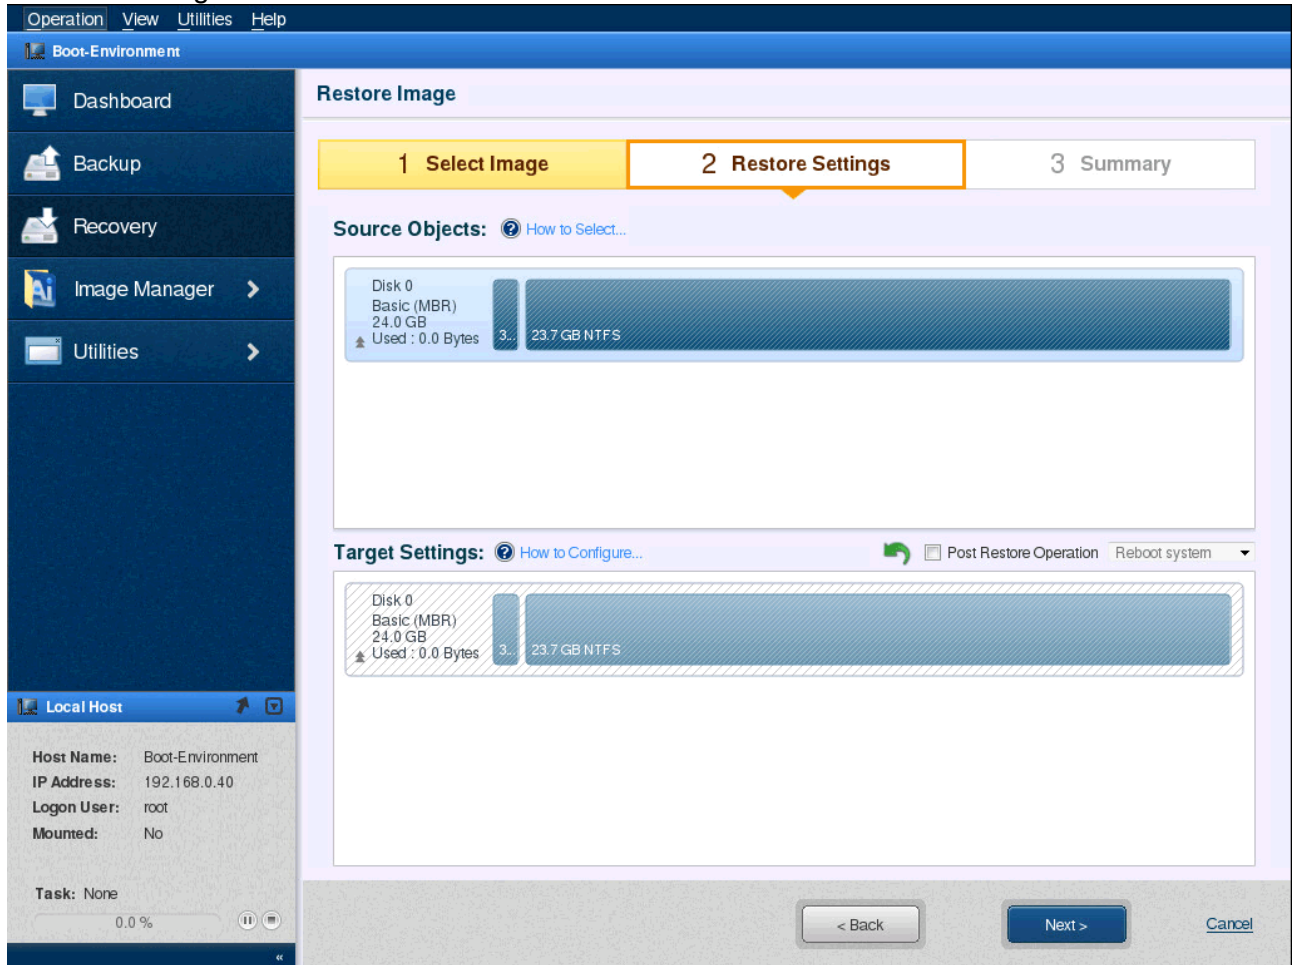 Operation View Utilities Help
Boot-Environment
Dashboard
Backup
Recovery
Image Manager
Utilities
Restore Image
1 Select Image
2 Restore Settings
3 Summary
Source Objects: How to Select...
Disk 0
Basic (MBR)
24.0 GB
Used : 0.0 Bytes
3... 23.7 GB NTFS
Target Settings: How to Configure...
Post Restore Operation Reboot system
Disk 0
Basic (MBR)
24.0 GB
Used : 0.0 Bytes
3... 23.7 GB NTFS
Local Host
Host Name: Boot-Environment
IP Address: 192.168.0.40
Logon User: root
Mounted: No
Task: None
0.0 %
< Back
Next >
Cancel